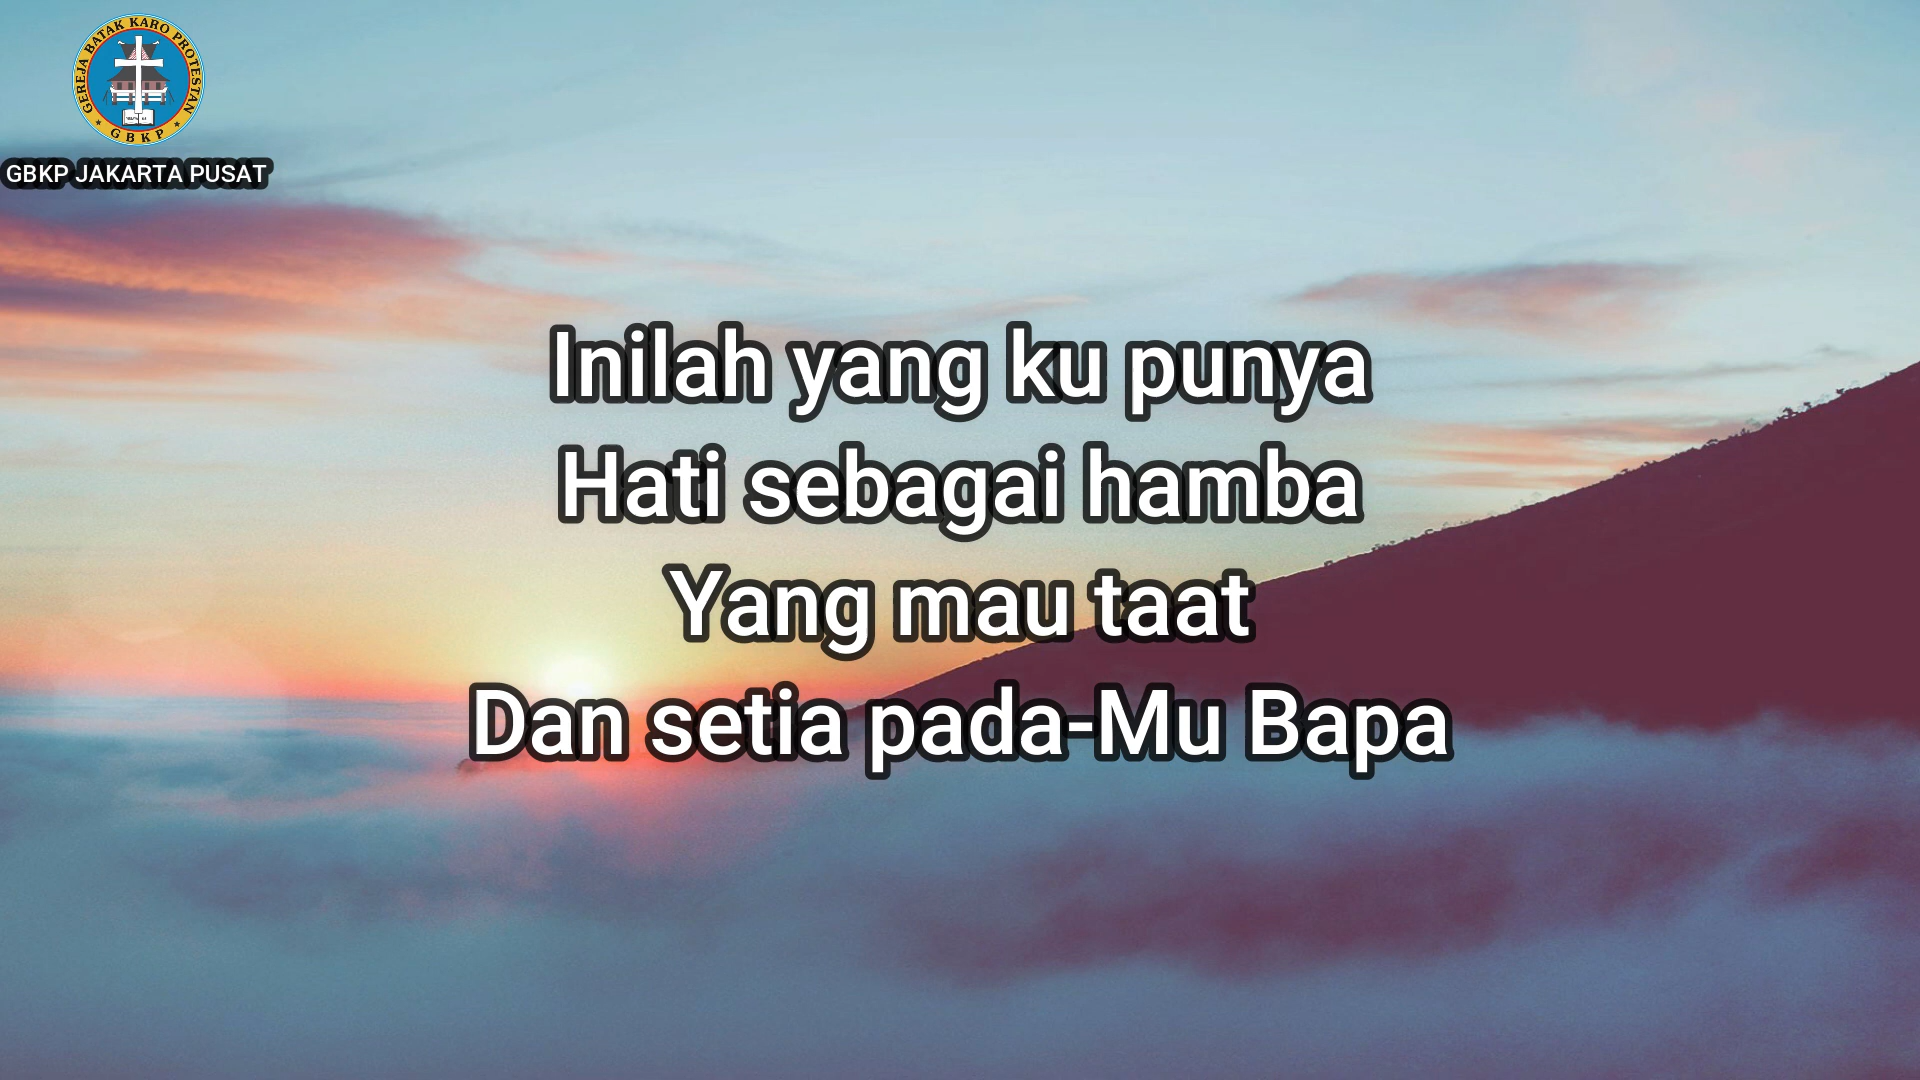 GEREJA BATAK KARO PROTESTAN
GBKP
GBKP JAKARTA PUSAT
Inilah yang ku punya
Hati sebagai hamba
Yang mau taat
Dan setia pada-Mu Bapa